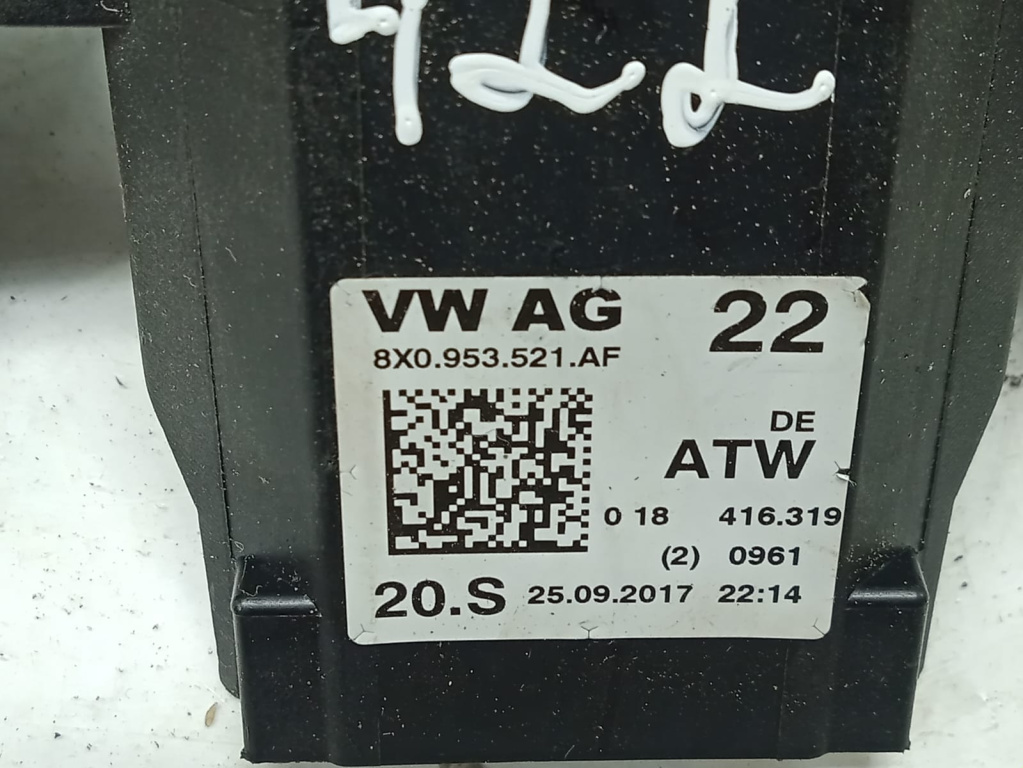 VW AG 22
8X0.953.521.AF
DE
ATW
0 18 416.319
(2) 0961
20.S 25.09.2017 22:14